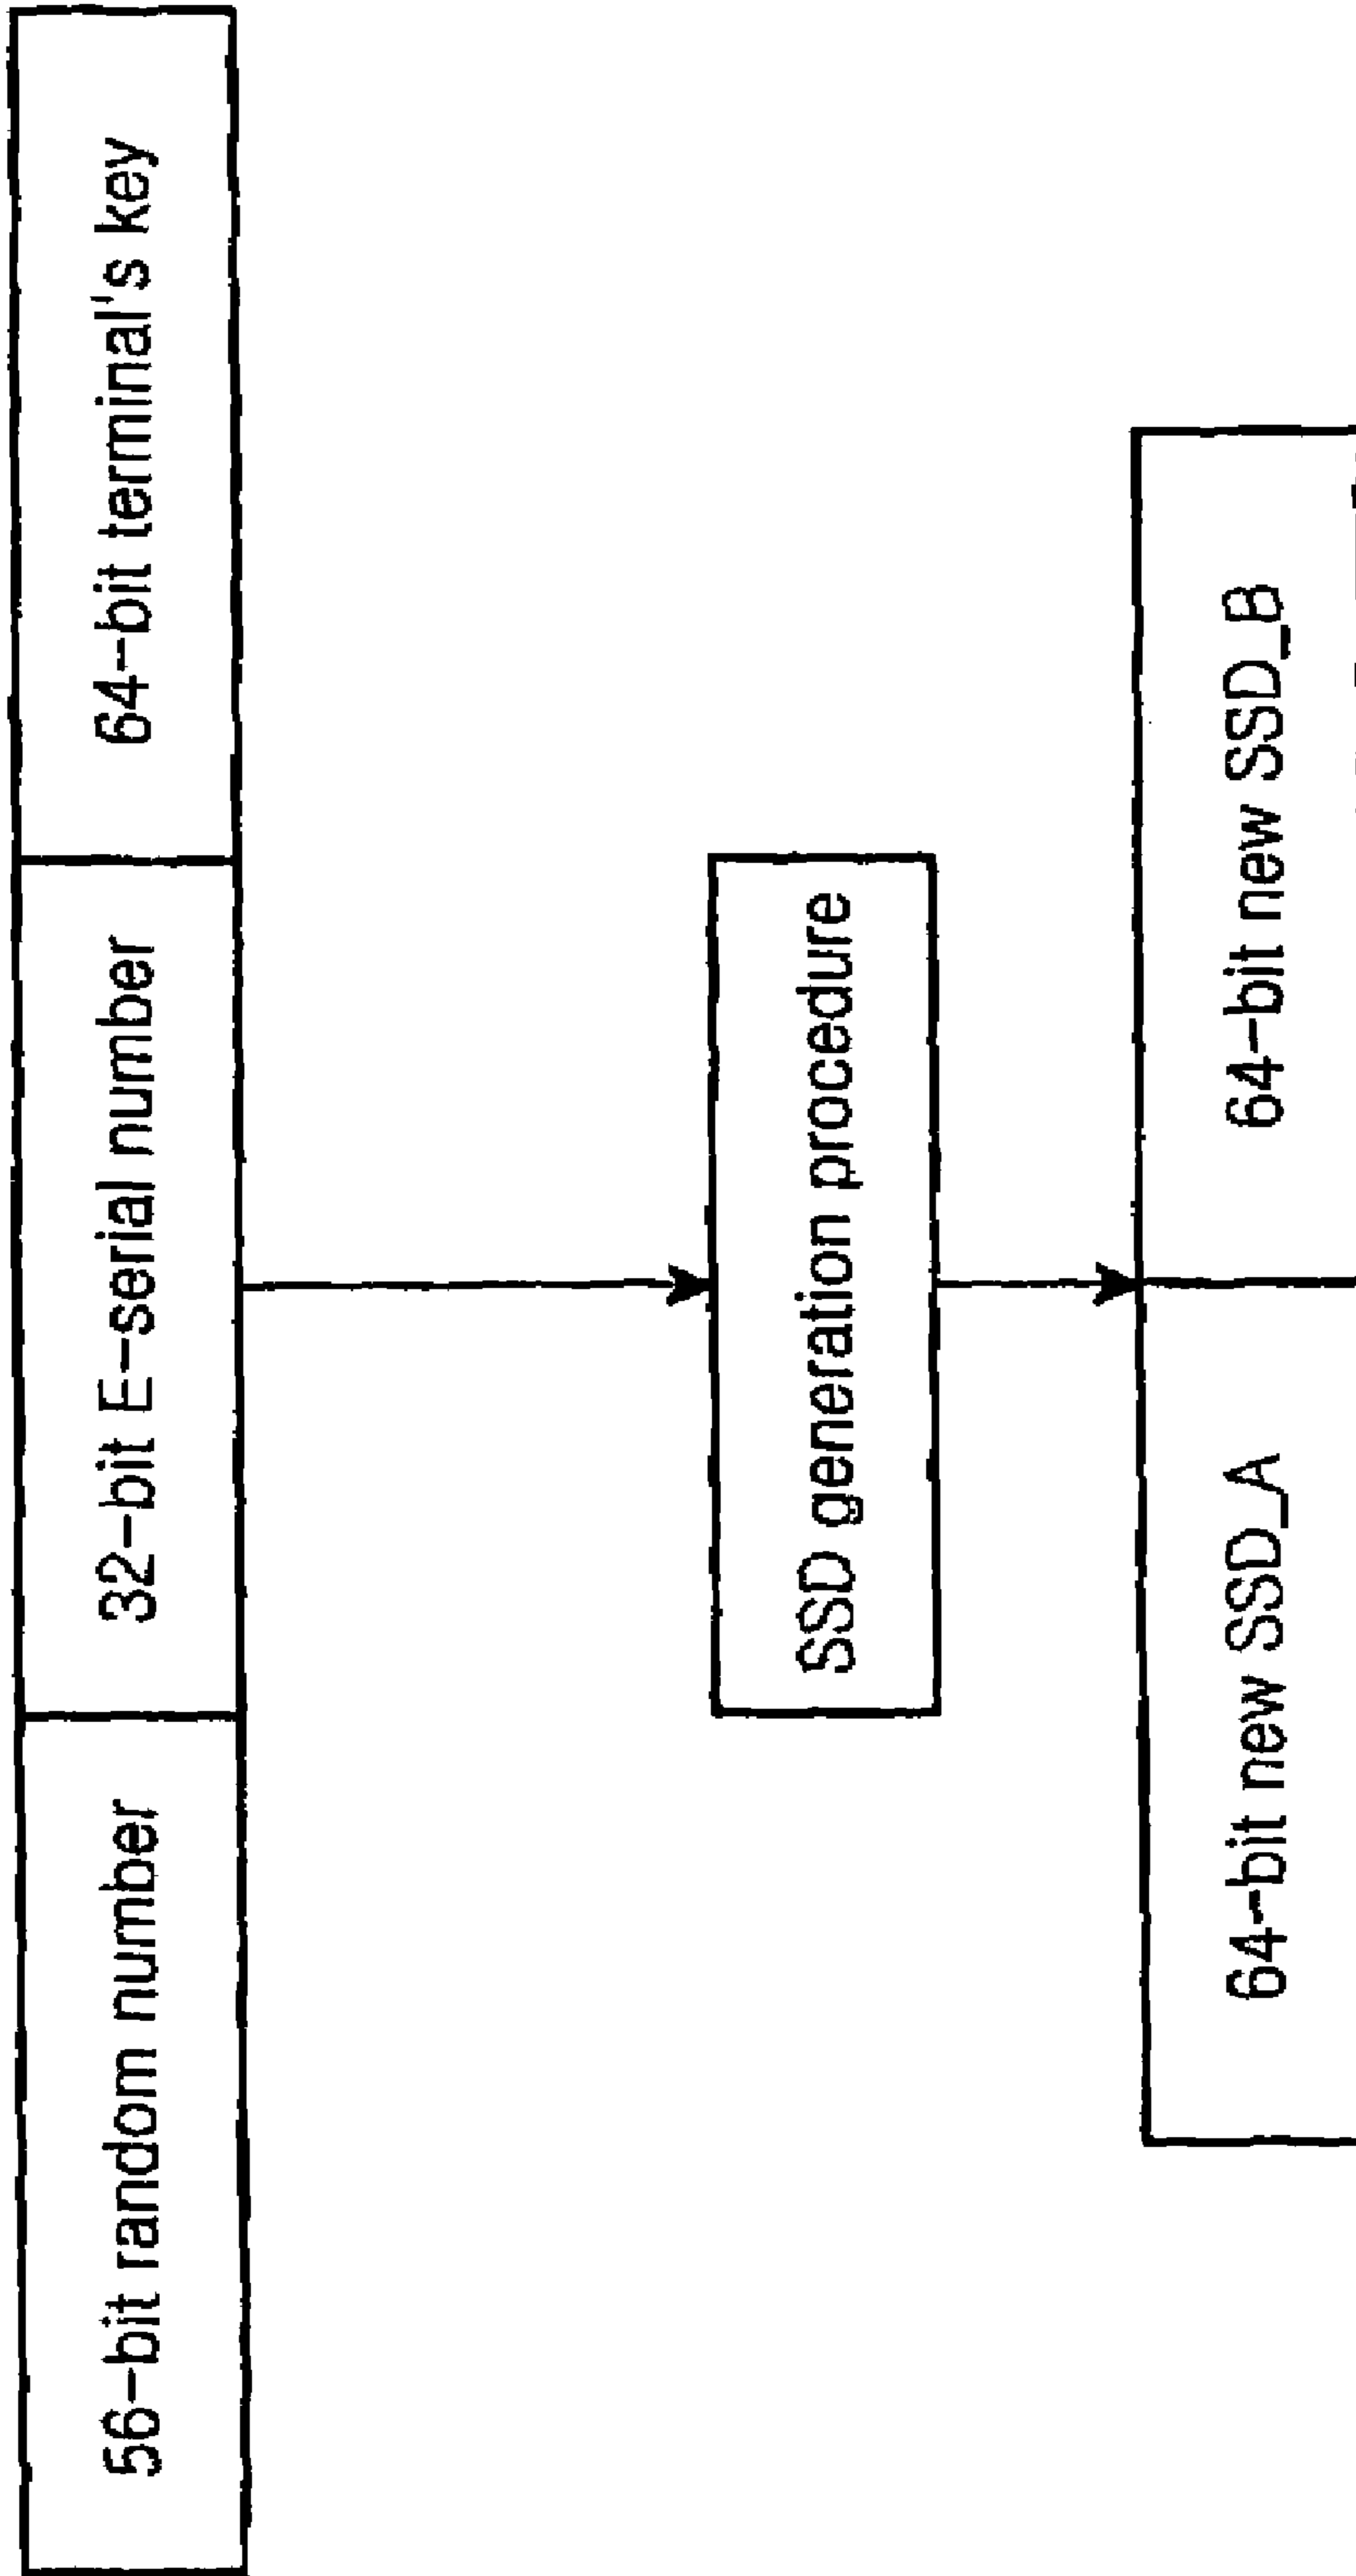 56-bit random number
32-bit E-serial number
64-bit terminal's key
SSD generation procedure
64-bit new SSD_A
64-bit new SSD_B